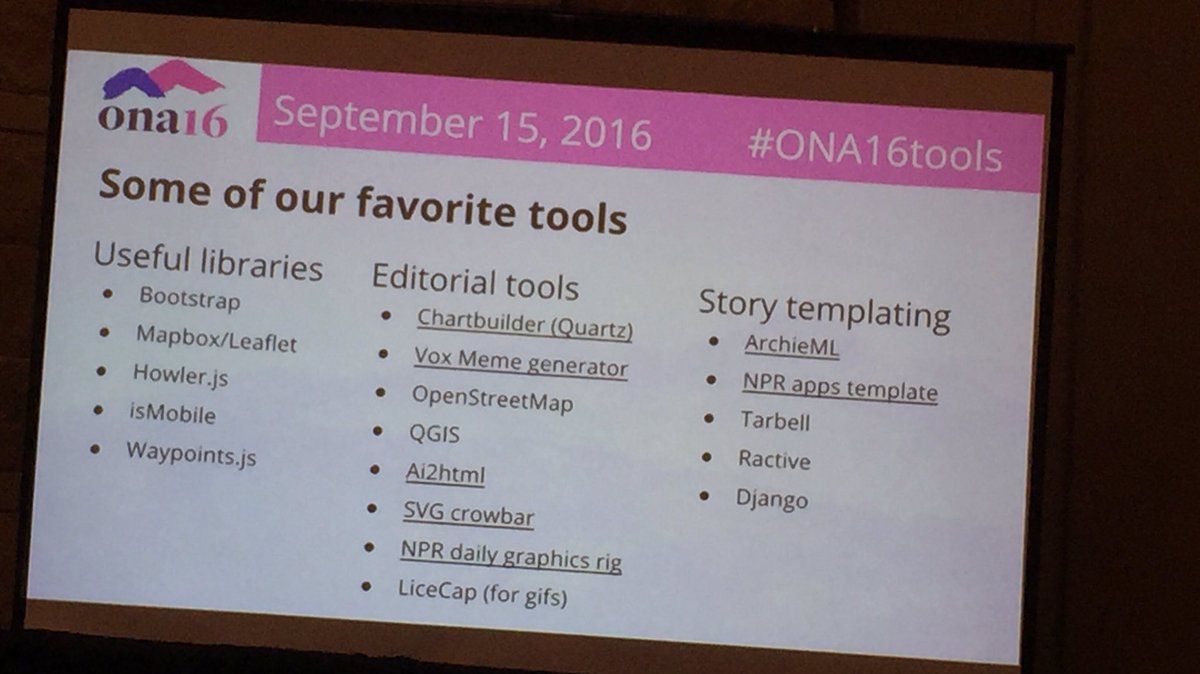 ona16
September 15, 2016
#ONA16tools
Some of our favorite tools
Useful libraries
• Bootstrap
• Mapbox/Leaflet
• Howler.js
• isMobile
• Waypoints.js
Editorial tools
• Chartbuilder (Quartz)
• Vox Meme generator
• OpenStreetMap
• QGIS
• Ai2html
• SVG crowbar
• NPR daily graphics rig
• LiceCap (for gifs)
Story templating
• ArchieML
• NPR apps template
• Tarbell
• Ractive
• Django